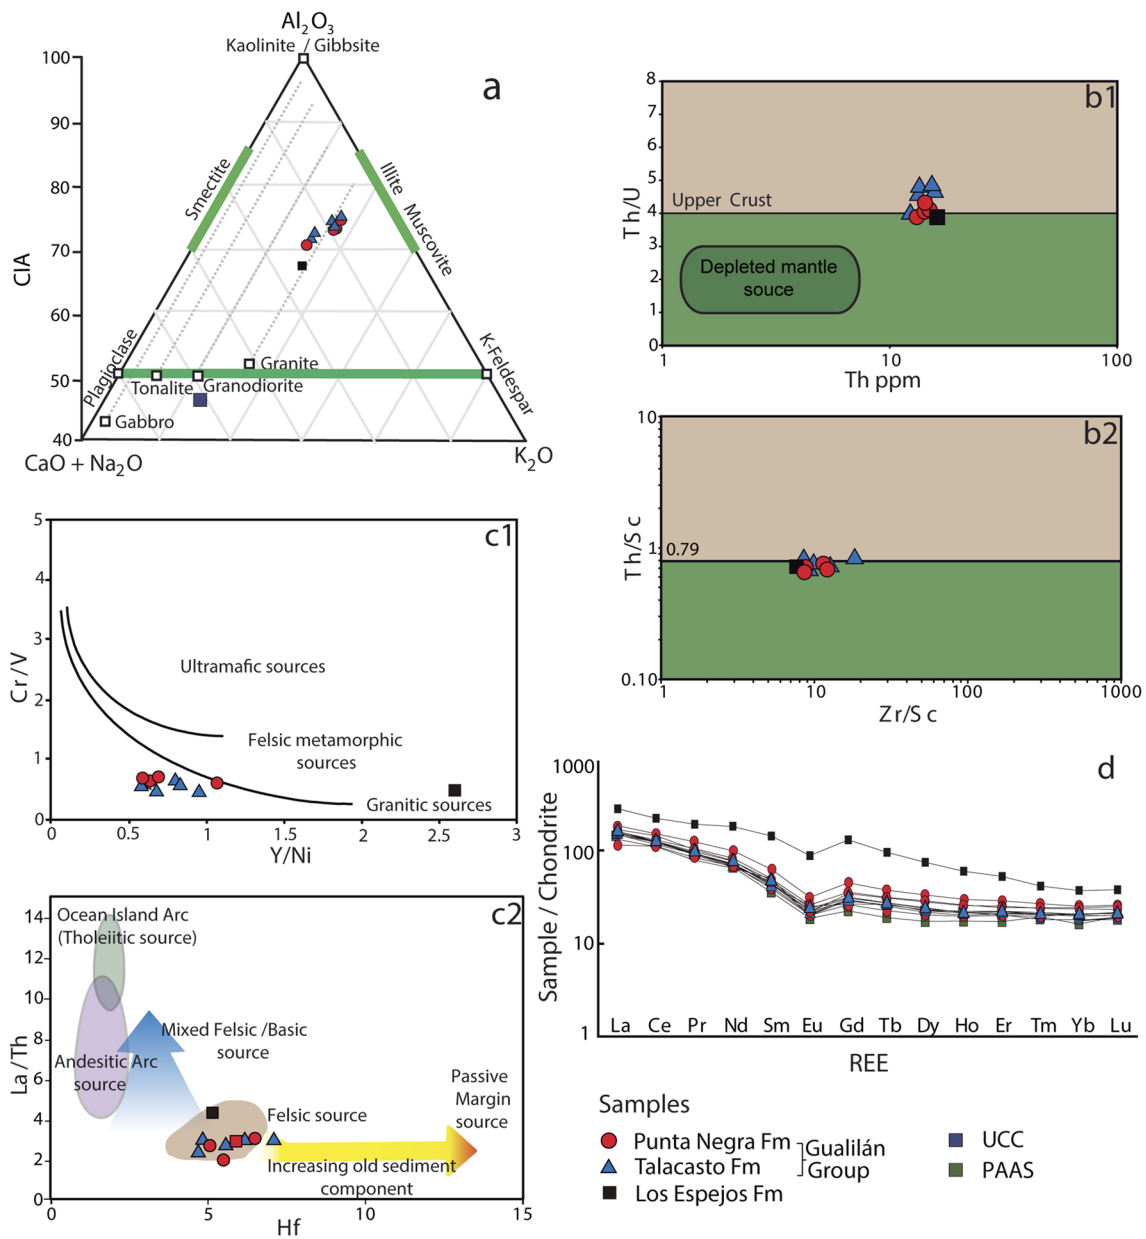 Al2O3
Kaolinite / Gibbsite
a
100
90
80
70
60
50
40
CIA
Smectite
Illite Muscovite
Plagioclase
K-Feldespar
Granite
Tonalite
Granodiorite
Gabbro
CaO + Na2O
K2O
b1
8
7
6
5
4
3
2
1
0
Th/U
Upper Crust
Depleted mantle
souce
1
10
100
Th ppm
b2
10
1
0.10
Th/Sc
0.79
1
10
100
1000
Zr/Sc
c1
5
4
3
2
1
0
Cr/V
Ultramafic sources
Felsic metamorphic
sources
Granitic sources
0
0.5
1
1.5
2
2.5
3
Y/Ni
c2
14
12
10
8
6
4
2
0
La/Th
Ocean Island Arc
(Tholeiitic source)
Mixed Felsic /Basic
source
Andesitic Arc
source
Felsic source
Passive
Margin
source
Increasing old sediment
component
0
5
10
15
Hf
d
1000
100
10
1
Sample / Chondrite
La Ce Pr Nd Sm Eu Gd Tb Dy Ho Er Tm Yb Lu
REE
Samples
Punta Negra Fm
Talacasto Fm
Gualilán
Group
Los Espejos Fm
UCC
PAAS